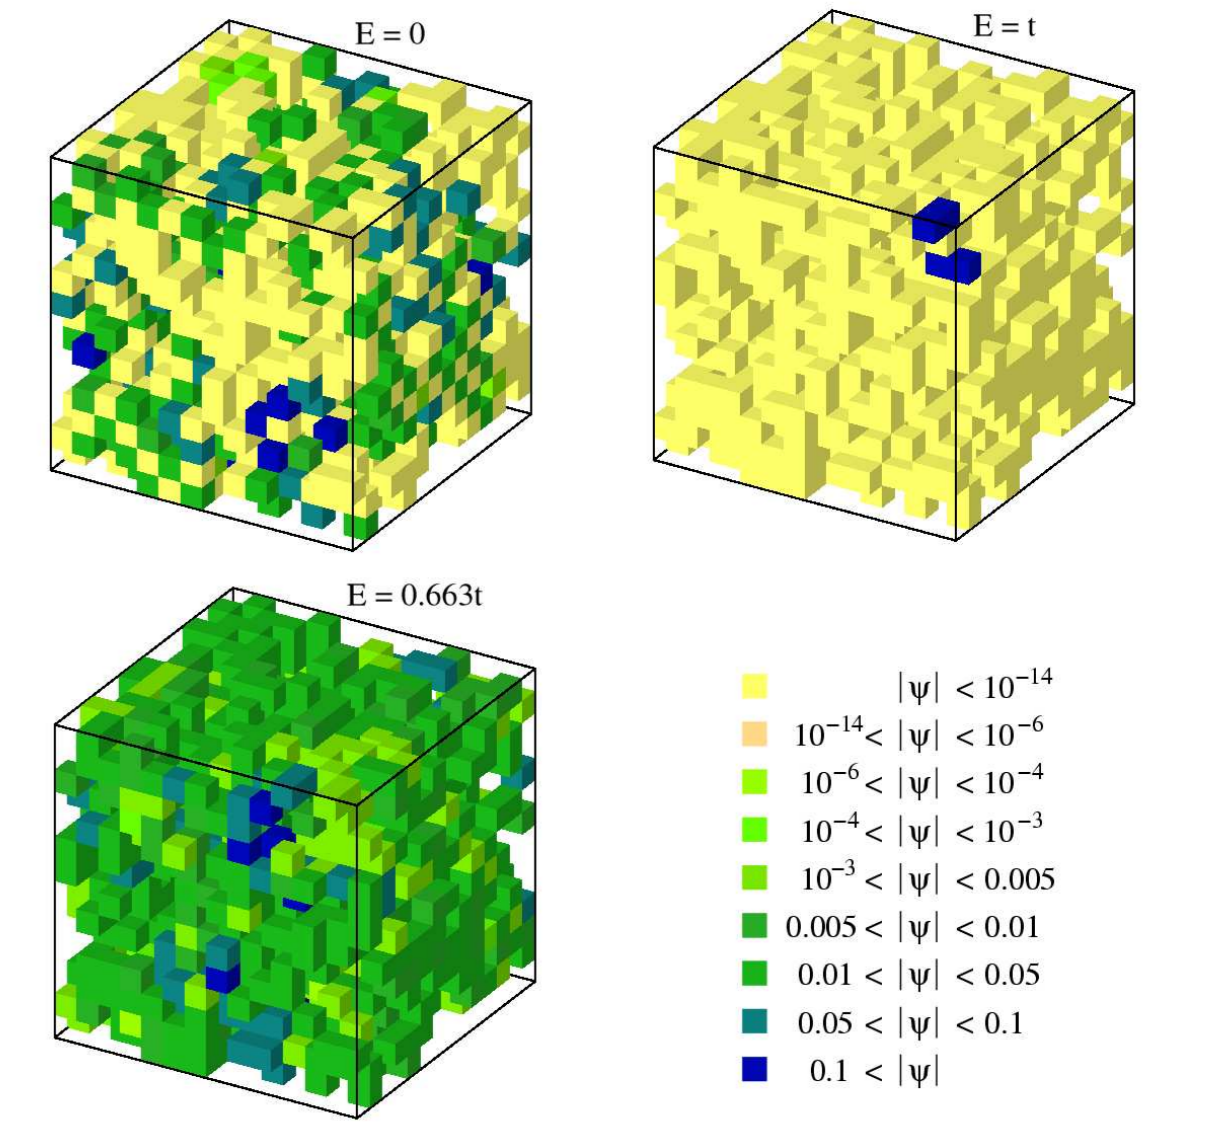 E = 0
E = t
E = 0.663t
|ψ| < 10⁻¹⁴
10⁻¹⁴ < |ψ| < 10⁻⁶
10⁻⁶ < |ψ| < 10⁻⁴
10⁻⁴ < |ψ| < 10⁻³
10⁻³ < |ψ| < 0.005
0.005 < |ψ| < 0.01
0.01 < |ψ| < 0.05
0.05 < |ψ| < 0.1
0.1 < |ψ|